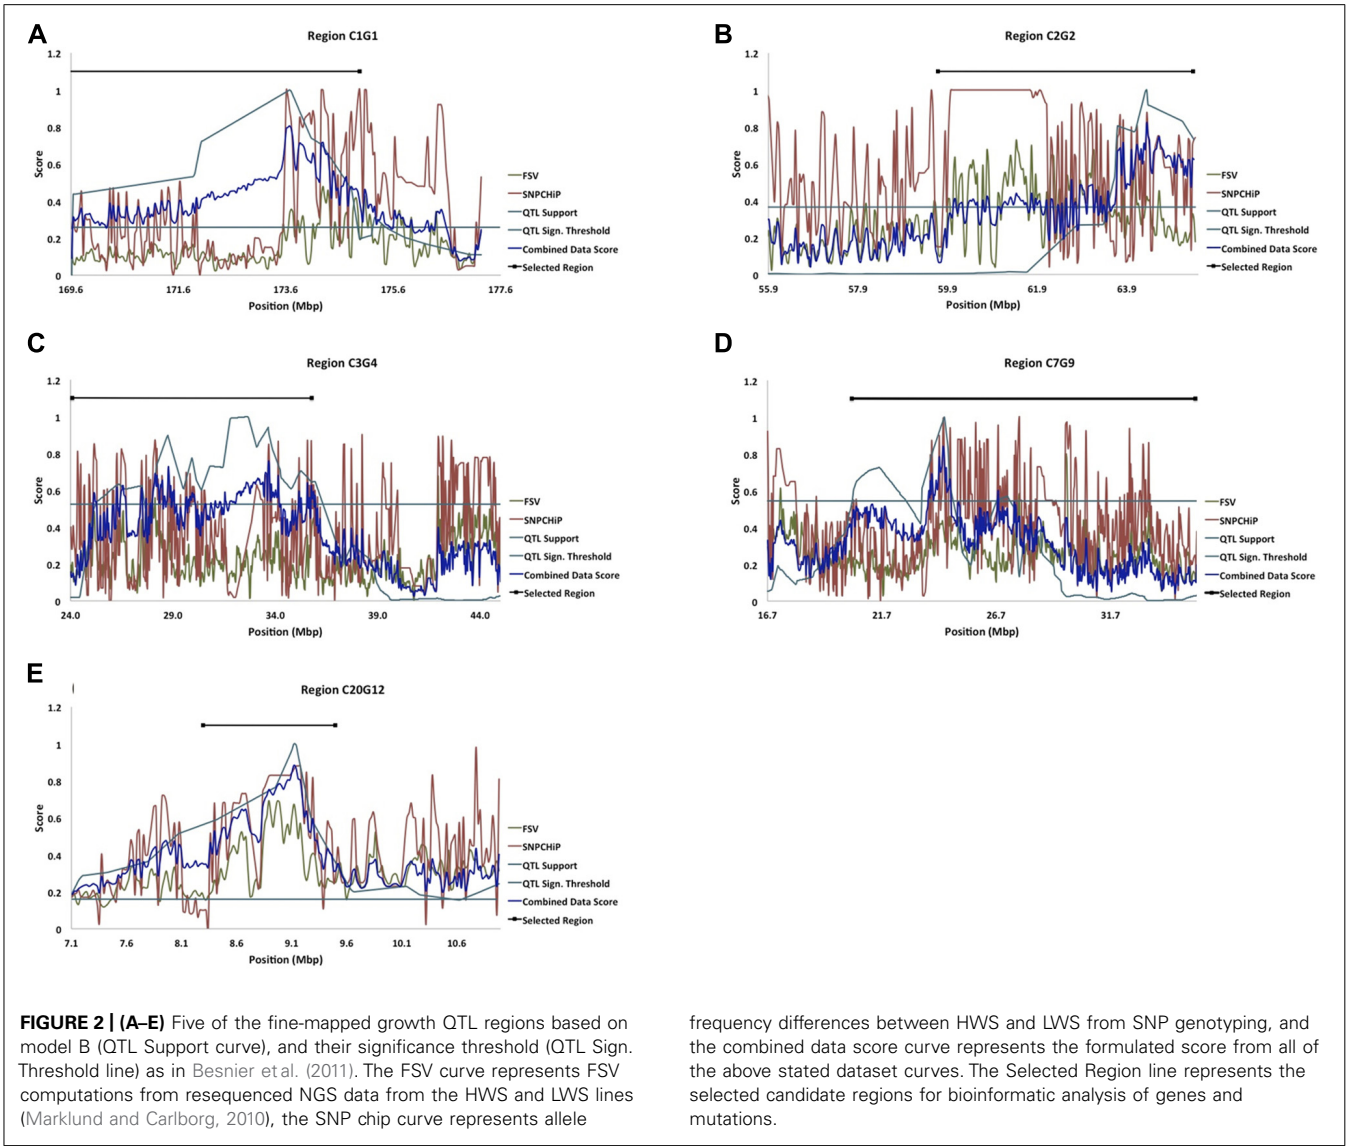 A
Region C1G1
1.2
1
0.8
0.6
0.4
0.2
0
Score
169.6 171.6 173.6 175.6 177.6
Position (Mbp)
FSV
SNPCHiP
QTL Support
QTL Sign. Threshold
Combined Data Score
Selected Region
B
Region C2G2
1.2
1
0.8
0.6
0.4
0.2
0
Score
55.9 57.9 59.9 61.9 63.9
Position (Mbp)
FSV
SNPCHiP
QTL Support
QTL Sign. Threshold
Combined Data Score
Selected Region
C
Region C3G4
1.2
1
0.8
0.6
0.4
0.2
0
Score
24.0 29.0 34.0 39.0 44.0
Position (Mbp)
FSV
SNPCHiP
QTL Support
QTL Sign. Threshold
Combined Data Score
Selected Region
D
Region C7G9
1.2
1
0.8
0.6
0.4
0.2
0
Score
16.7 21.7 26.7 31.7
Position (Mbp)
FSV
SNPCHiP
QTL Support
QTL Sign. Threshold
Combined Data Score
Selected Region
E
Region C20G12
1.2
1
0.8
0.6
0.4
0.2
0
Score
7.1 7.6 8.1 8.6 9.1 9.6 10.1 10.6
Position (Mbp)
FSV
SNPCHiP
QTL Support
QTL Sign. Threshold
Combined Data Score
Selected Region
FIGURE 2 | (A–E) Five of the fine-mapped growth QTL regions based on
model B (QTL Support curve), and their significance threshold (QTL Sign.
Threshold line) as in Besnier et al. (2011). The FSV curve represents FSV
computations from resequenced NGS data from the HWS and LWS lines
(Marklund and Carlborg, 2010), the SNP chip curve represents allele
frequency differences between HWS and LWS from SNP genotyping, and
the combined data score curve represents the formulated score from all of
the above stated dataset curves. The Selected Region line represents the
selected candidate regions for bioinformatic analysis of genes and
mutations.